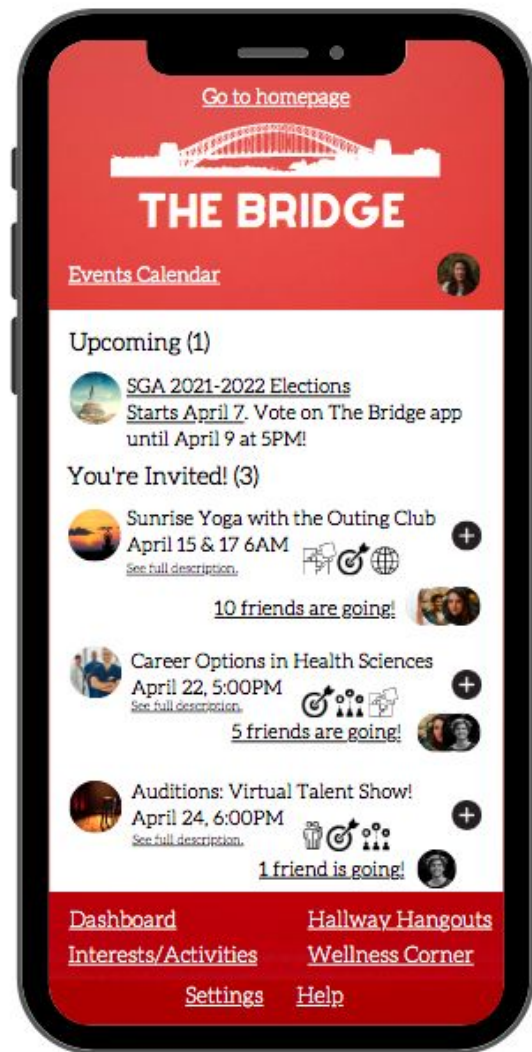 Go to homepage
THE BRIDGE
Events Calendar
Upcoming (1)
SGA 2021-2022 Elections
Starts April 7. Vote on The Bridge app
until April 9 at 5PM!
You're Invited! (3)
Sunrise Yoga with the Outing Club
April 15 & 17 6AM
See full description.
10 friends are going!
Career Options in Health Sciences
April 22, 5:00PM
See full description.
5 friends are going!
Auditions: Virtual Talent Show!
April 24, 6:00PM
See full description.
1 friend is going!
Dashboard
Hallway Hangouts
Interests/Activities
Wellness Corner
Settings
Help